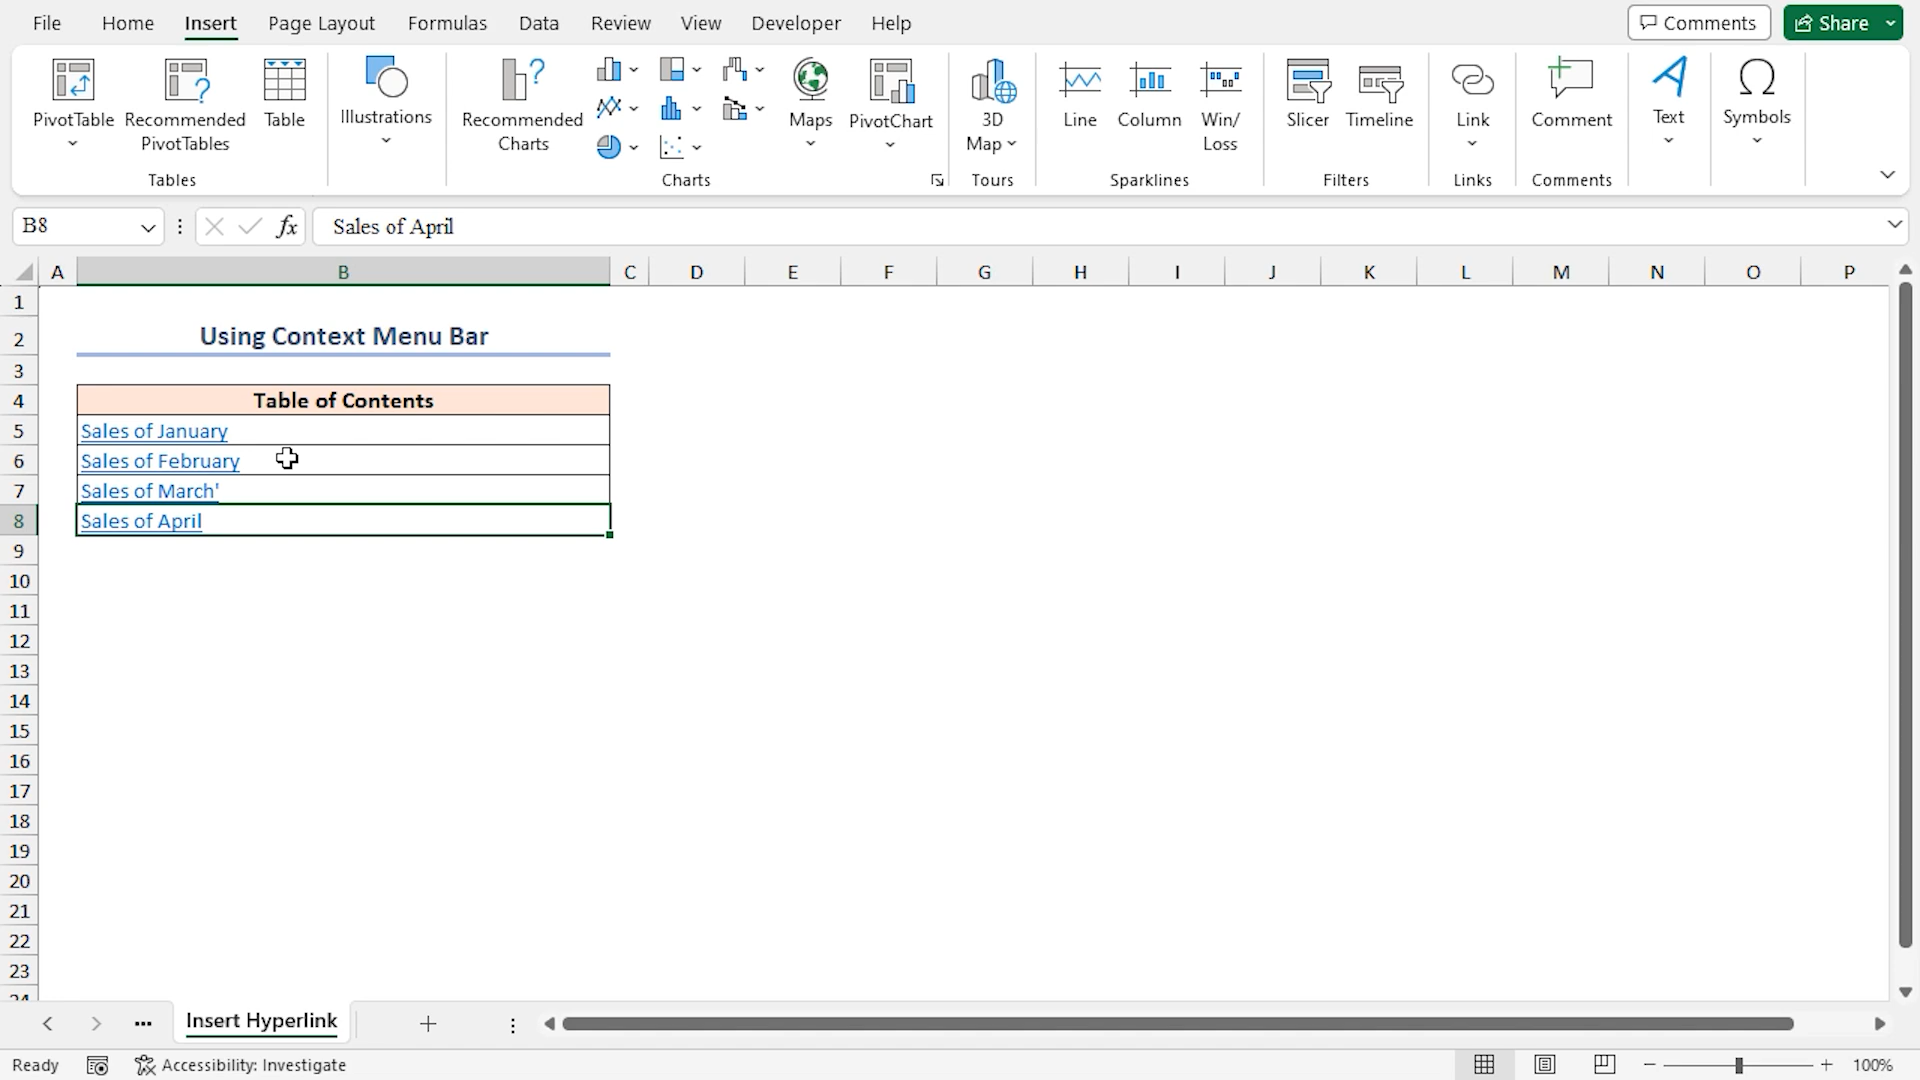 File Home Insert Page Layout Formulas Data Review View Developer Help Comments Share
PivotTable Recommended PivotTables Table Illustrations Recommended Charts Maps PivotChart 3D Map Line Column Win/Loss Slicer Timeline Link Comment Text Symbols
Tables Charts Tours Sparklines Filters Links Comments
B8 fx Sales of April
A B C D E F G H I J K L M N O P
1
2 Using Context Menu Bar
3
4 Table of Contents
5 Sales of January
6 Sales of February
7 Sales of March'
8 Sales of April
9
10
11
12
13
14
15
16
17
18
19
20
21
22
23
24
... Insert Hyperlink
Ready Accessibility: Investigate 100%